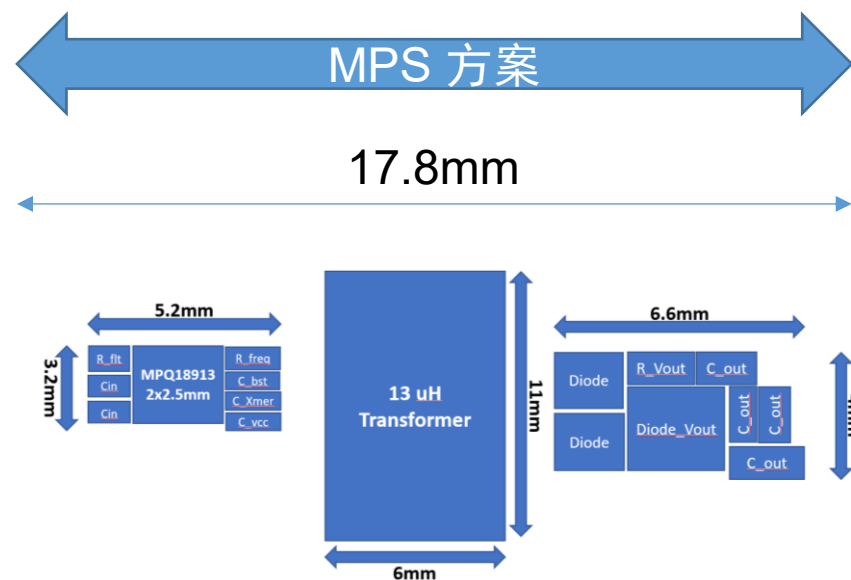 MPS 方案
17.8mm
5.2mm
3.2mm
R_flt
Cin
Cin
MPQ18913
2x2.5mm
R_freq
C_bst
C_Xmer
C_vcc
13 uH
Transformer
11mm
6mm
6.6mm
Diode
Diode
R_Vout
C_out
Diode_Vout
C_out
C_out
C_out